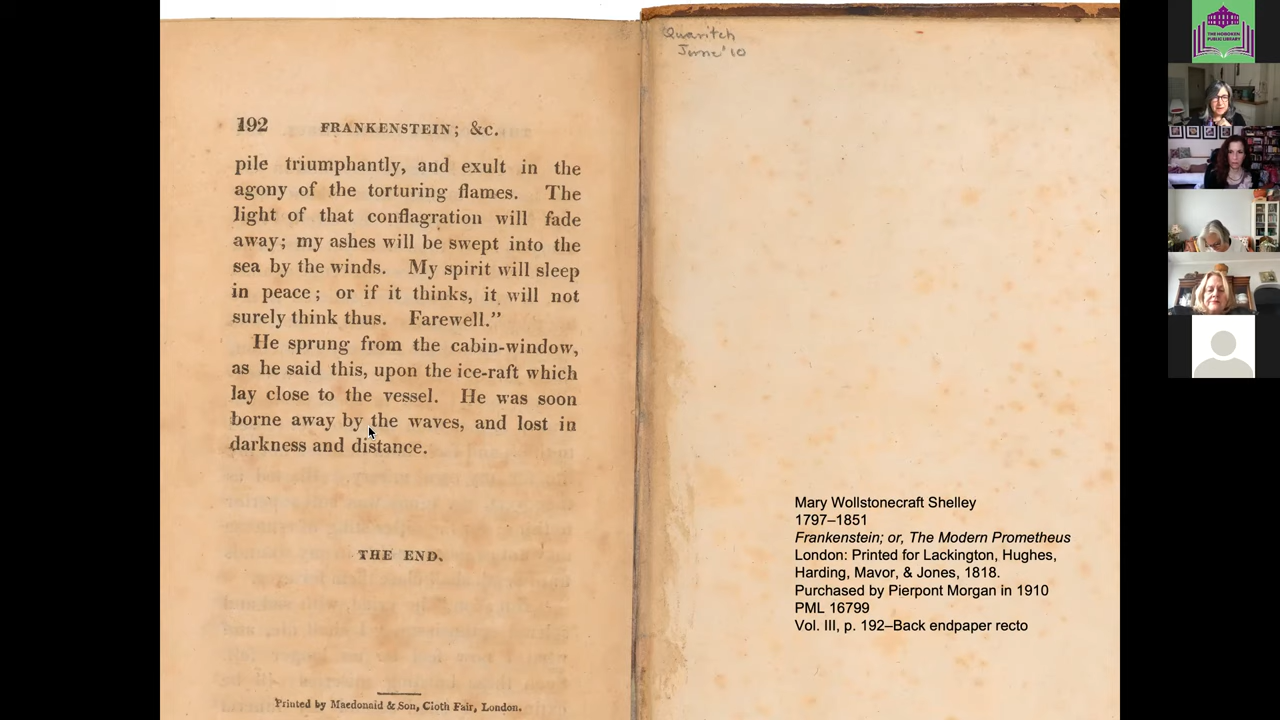 192 FRANKENSTEIN; &c.
pile triumphantly, and exult in the
agony of the torturing flames. The
light of that conflagration will fade
away; my ashes will be swept into the
sea by the winds. My spirit will sleep
in peace; or if it thinks, it will not
surely think thus. Farewell.”
He sprung from the cabin-window,
as he said this, upon the ice-raft which
lay close to the vessel. He was soon
borne away by the waves, and lost in
darkness and distance.
THE END.
Printed by Macdonald & Son, Cloth Fair, London.
Quaritch
June '10
Mary Wollstonecraft Shelley
1797–1851
Frankenstein; or, The Modern Prometheus
London: Printed for Lackington, Hughes,
Harding, Mavor, & Jones, 1818.
Purchased by Pierpont Morgan in 1910
PML 16799
Vol. III, p. 192–Back endpaper recto
THE HOBOKEN
PUBLIC LIBRARY